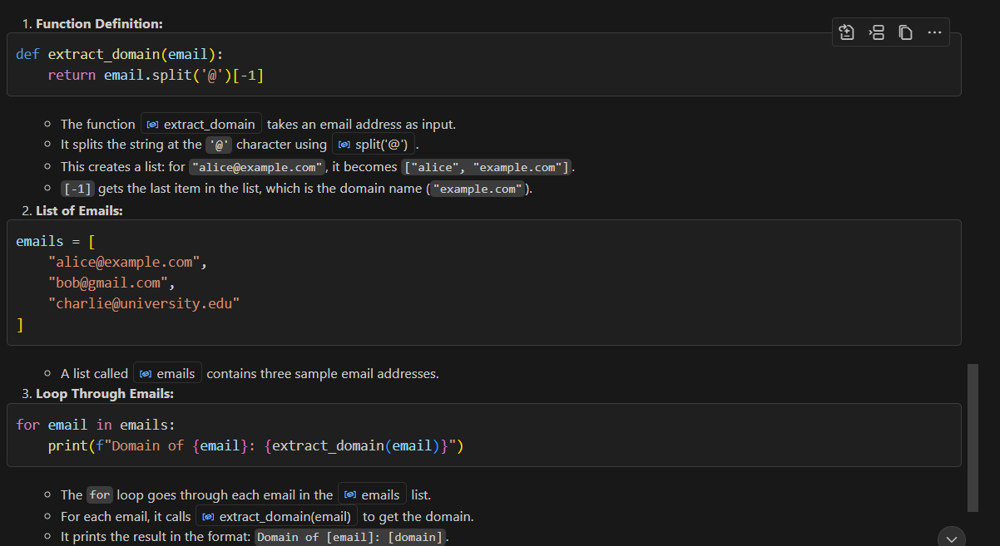 1. Function Definition:
def extract_domain(email):
    return email.split('@')[-1]
The function extract_domain takes an email address as input.
It splits the string at the '@' character using split('@').
This creates a list: for "alice@example.com", it becomes ["alice", "example.com"].
[-1] gets the last item in the list, which is the domain name ("example.com").
2. List of Emails:
emails = [
    "alice@example.com",
    "bob@gmail.com",
    "charlie@university.edu"
]
A list called emails contains three sample email addresses.
3. Loop Through Emails:
for email in emails:
    print(f"Domain of {email}: {extract_domain(email)}")
The for loop goes through each email in the emails list.
For each email, it calls extract_domain(email) to get the domain.
It prints the result in the format: Domain of [email]: [domain].